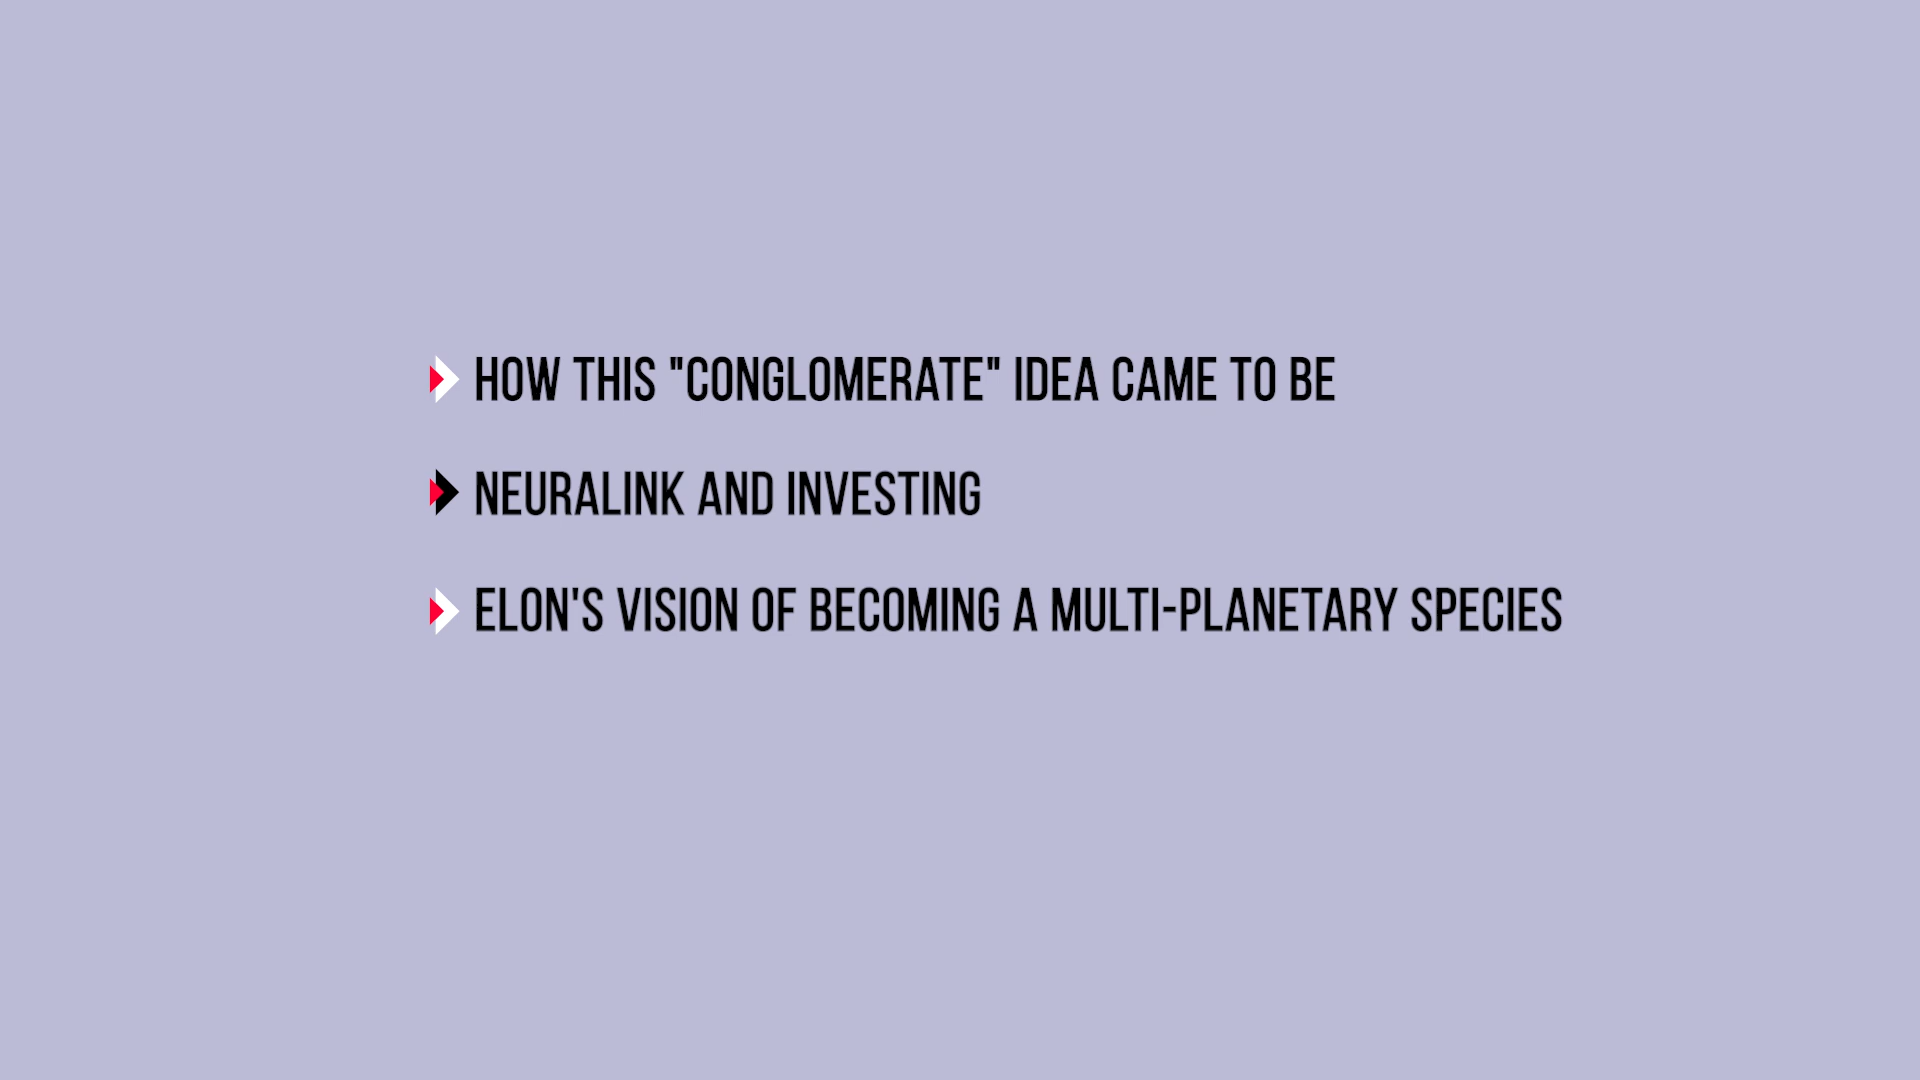 HOW THIS "CONGLOMERATE" IDEA CAME TO BE
NEURALINK AND INVESTING
ELON'S VISION OF BECOMING A MULTI-PLANETARY SPECIES